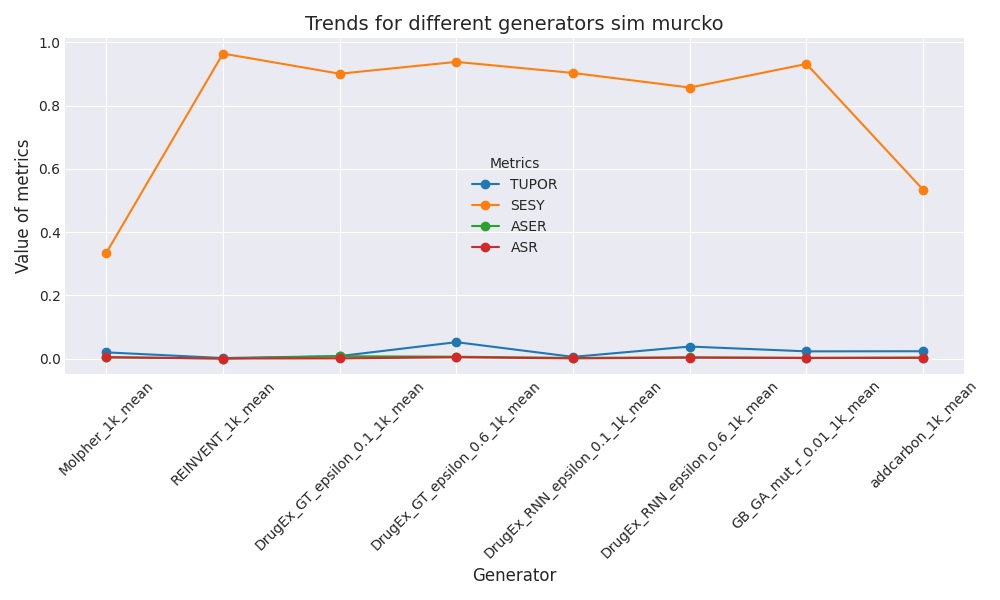 Trends for different generators sim murcko
Value of metrics
1.0
0.8
0.6
0.4
0.2
0.0
Metrics
TUPOR
SESY
ASER
ASR
Molpher_1k_mean
REINVENT_1k_mean
DrugEx_GT_epsilon_0.1_1k_mean
DrugEx_GT_epsilon_0.6_1k_mean
DrugEx_RNN_epsilon_0.1_1k_mean
DrugEx_RNN_epsilon_0.6_1k_mean
GB_GA_mut_r_0.01_1k_mean
addcarbon_1k_mean
Generator